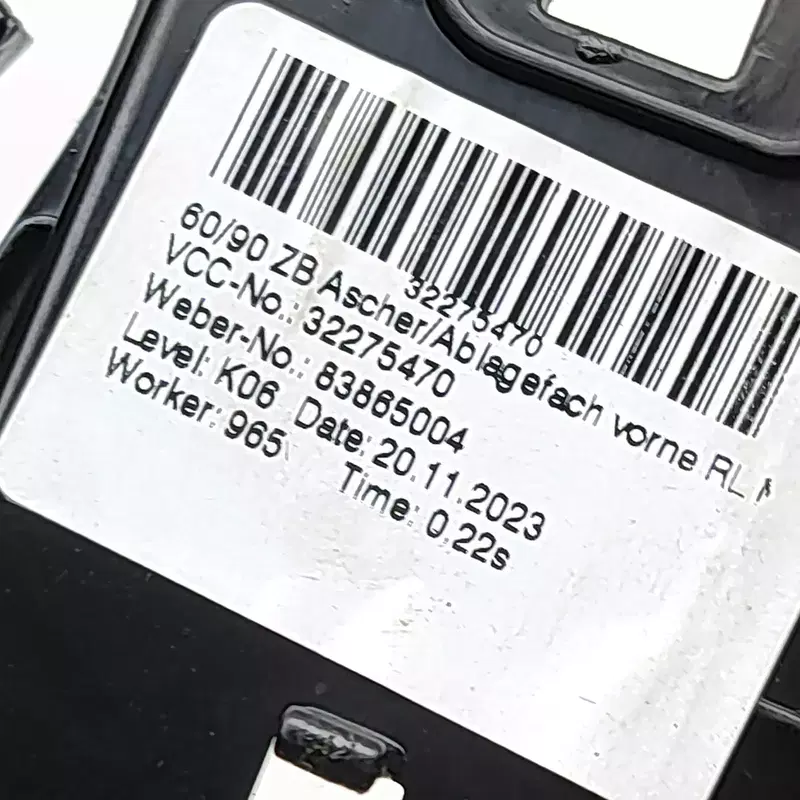 32275470
60/90 ZB Ascher/Ablagefach vorne RL
VCC-No.: 32275470
Weber-No.: 83865004
Level: K06 Date: 20.11.2023
Worker: 965 Time: 0,22s